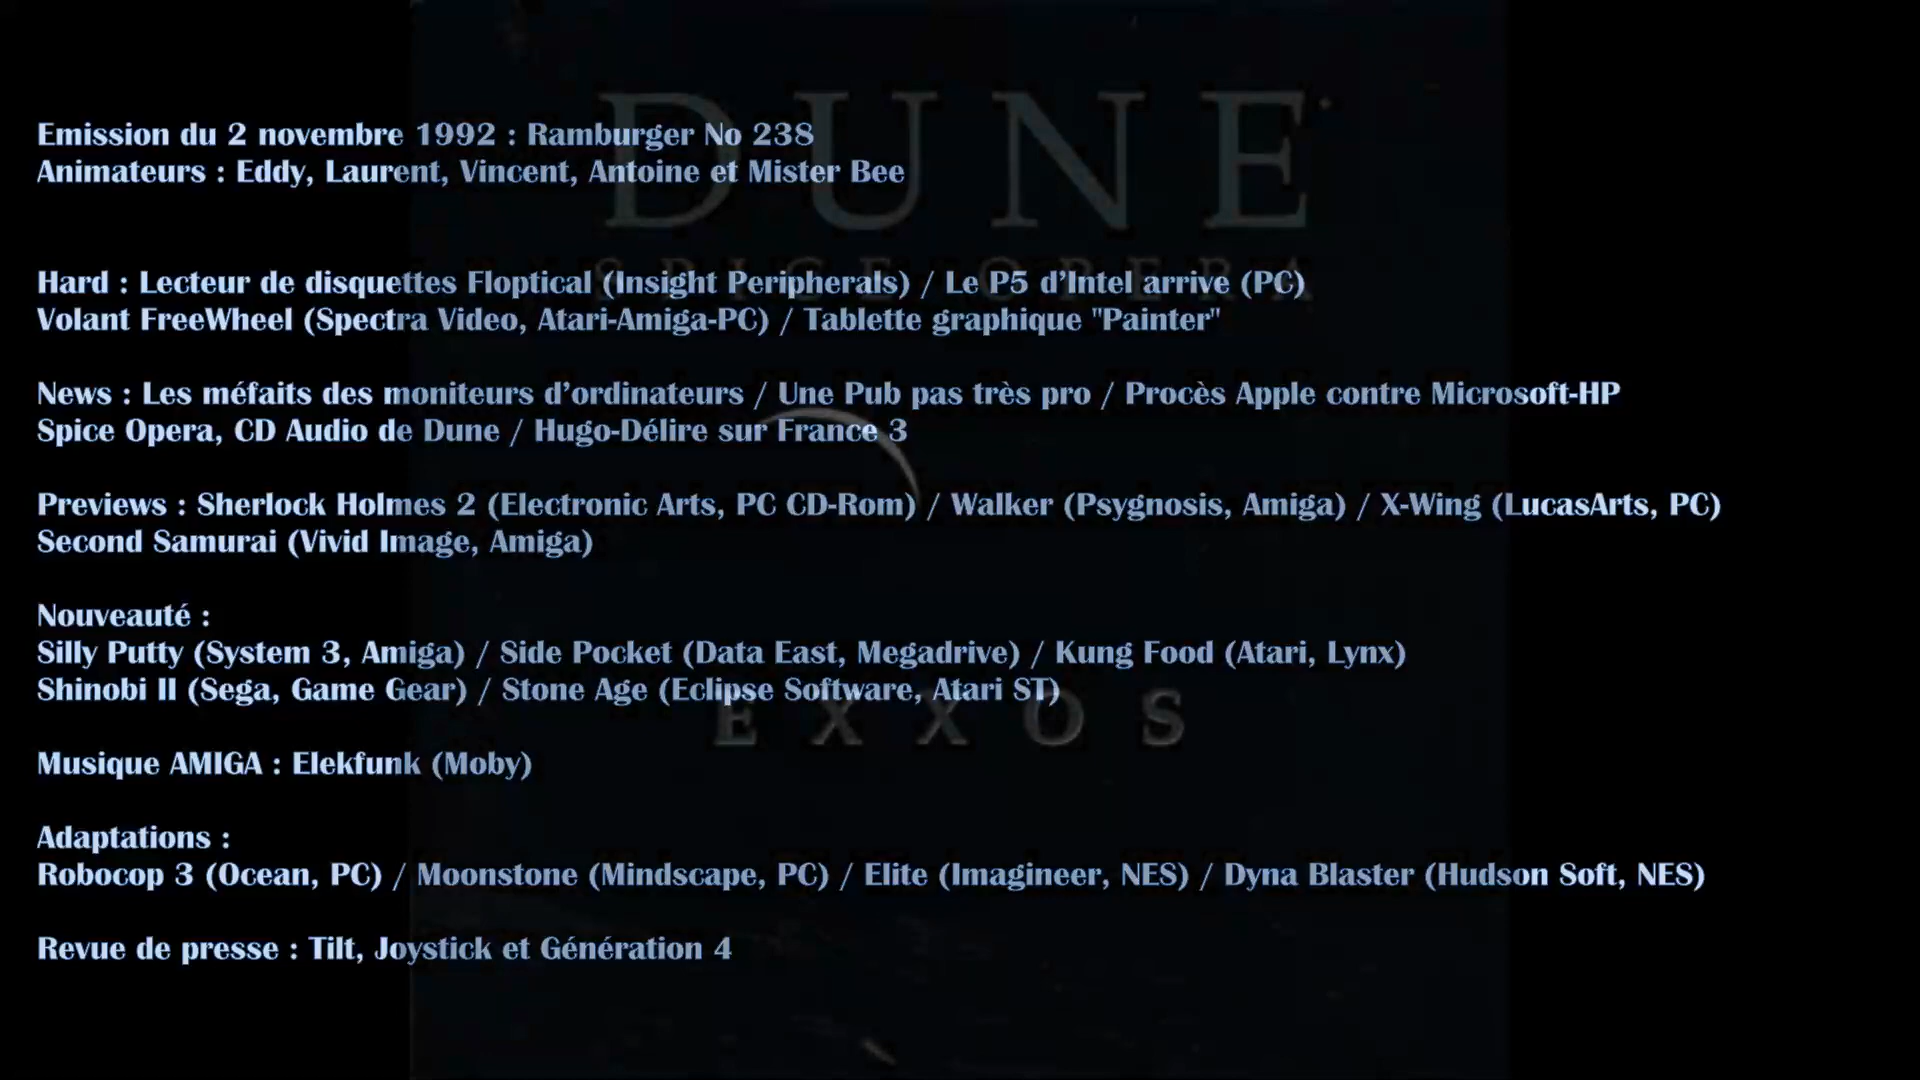 DUNE
SPICE OPERA
Emission du 2 novembre 1992 : Ramburger No 238
Animateurs : Eddy, Laurent, Vincent, Antoine et Mister Bee
Hard : Lecteur de disquettes Floptical (Insight Peripherals) / Le P5 d’Intel arrive (PC)
Volant FreeWheel (Spectra Video, Atari-Amiga-PC) / Tablette graphique "Painter"
News : Les méfaits des moniteurs d’ordinateurs / Une Pub pas très pro / Procès Apple contre Microsoft-HP
Spice Opera, CD Audio de Dune / Hugo-Délire sur France 3
Previews : Sherlock Holmes 2 (Electronic Arts, PC CD-Rom) / Walker (Psygnosis, Amiga) / X-Wing (LucasArts, PC)
Second Samurai (Vivid Image, Amiga)
Nouveauté :
Silly Putty (System 3, Amiga) / Side Pocket (Data East, Megadrive) / Kung Food (Atari, Lynx)
Shinobi II (Sega, Game Gear) / Stone Age (Eclipse Software, Atari ST)
EXXOS
Musique AMIGA : Elekfunk (Moby)
Adaptations :
Robocop 3 (Ocean, PC) / Moonstone (Mindscape, PC) / Elite (Imagineer, NES) / Dyna Blaster (Hudson Soft, NES)
Revue de presse : Tilt, Joystick et Génération 4